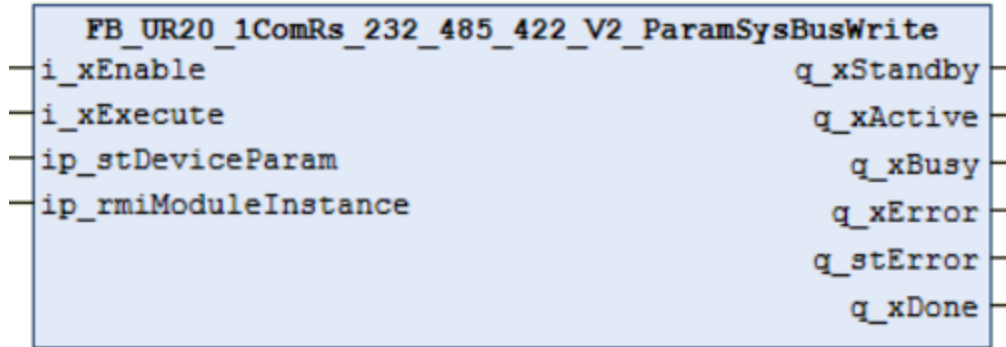 FB_UR20_1ComRs_232_485_422_V2_ParamSysBusWrite
i_xEnable q_xStandby
i_xExecute q_xActive
ip_stDeviceParam q_xBusy
ip_rmiModuleInstance q_xError
q_stError
q_xDone